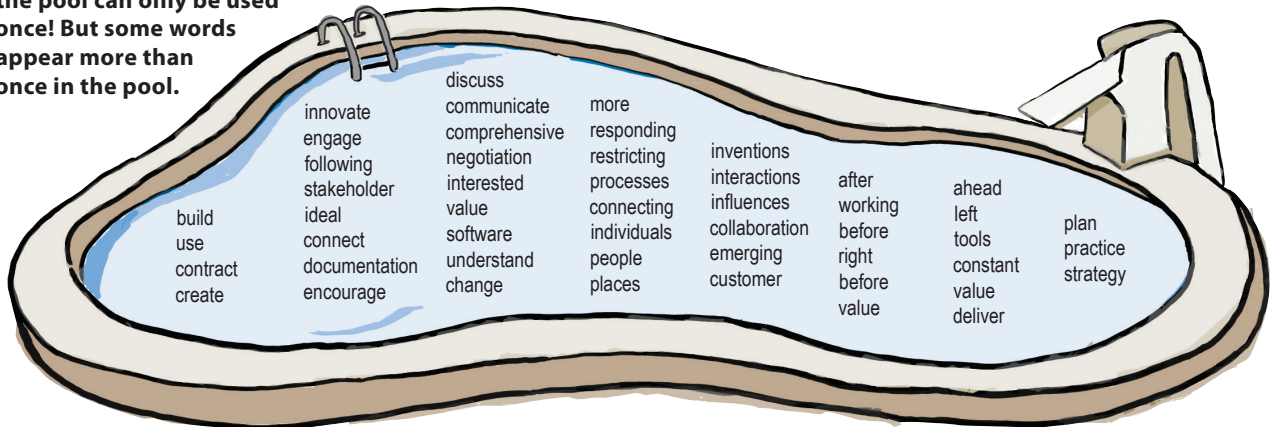 the pool can only be used
once! But some words
appear more than
once in the pool.
build
use
contract
create
innovate
engage
following
stakeholder
ideal
connect
documentation
encourage
discuss
communicate
comprehensive
negotiation
interested
value
software
understand
change
more
responding
restricting
processes
connecting
individuals
people
places
inventions
interactions
influences
collaboration
emerging
customer
after
working
before
right
before
value
ahead
left
tools
constant
value
deliver
plan
practice
strategy